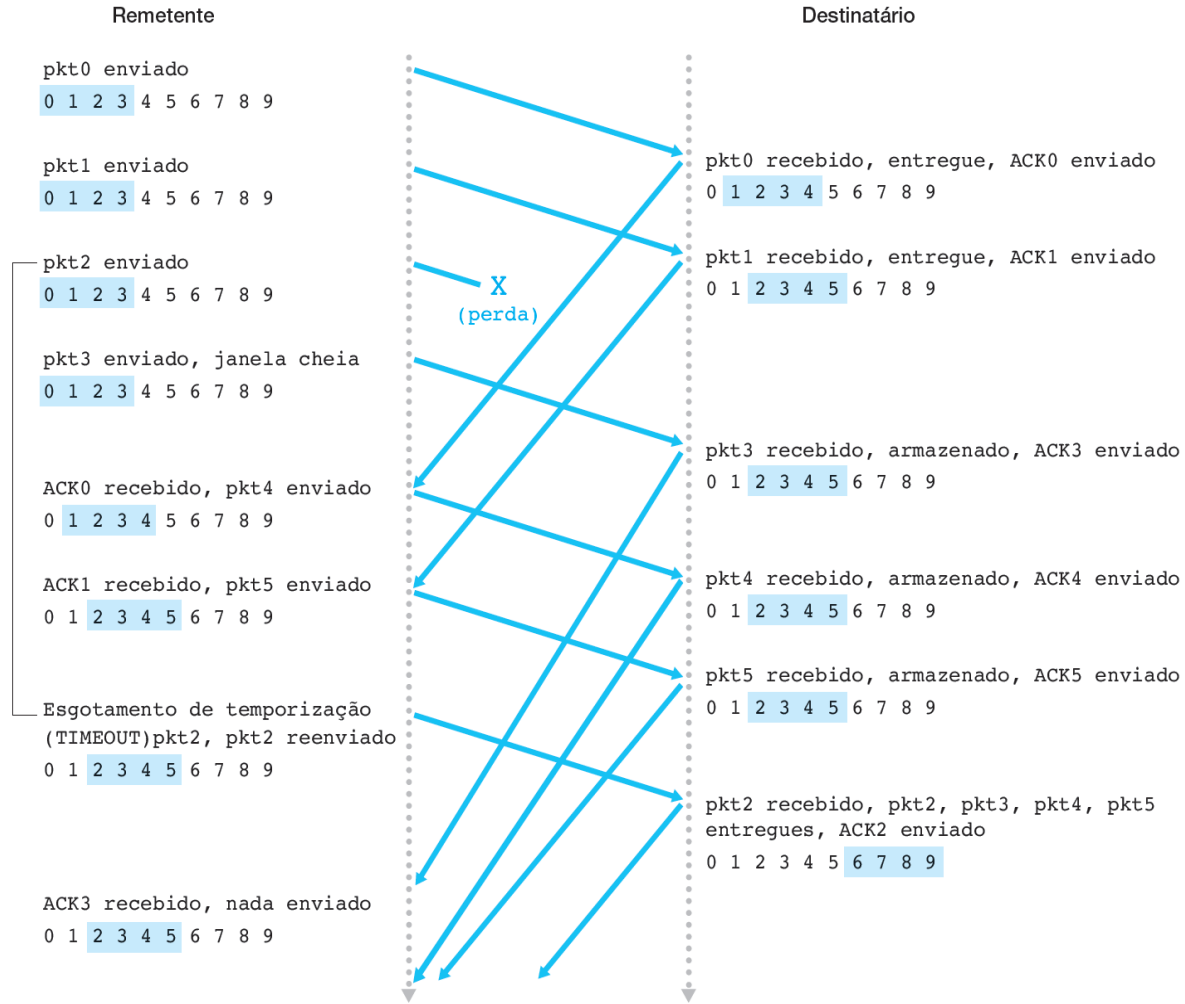 Remetente
Destinatário
pkt0 enviado
0 1 2 3 4 5 6 7 8 9
pkt0 recebido, entregue, ACK0 enviado
0 1 2 3 4 5 6 7 8 9
pkt1 enviado
0 1 2 3 4 5 6 7 8 9
pkt1 recebido, entregue, ACK1 enviado
0 1 2 3 4 5 6 7 8 9
pkt2 enviado
0 1 2 3 4 5 6 7 8 9
X
(perda)
pkt3 enviado, janela cheia
0 1 2 3 4 5 6 7 8 9
pkt3 recebido, armazenado, ACK3 enviado
0 1 2 3 4 5 6 7 8 9
ACK0 recebido, pkt4 enviado
0 1 2 3 4 5 6 7 8 9
pkt4 recebido, armazenado, ACK4 enviado
0 1 2 3 4 5 6 7 8 9
ACK1 recebido, pkt5 enviado
0 1 2 3 4 5 6 7 8 9
pkt5 recebido, armazenado, ACK5 enviado
0 1 2 3 4 5 6 7 8 9
Esgotamento de temporização
(TIMEOUT)pkt2, pkt2 reenviado
0 1 2 3 4 5 6 7 8 9
pkt2 recebido, pkt2, pkt3, pkt4, pkt5
entregues, ACK2 enviado
0 1 2 3 4 5 6 7 8 9
ACK3 recebido, nada enviado
0 1 2 3 4 5 6 7 8 9